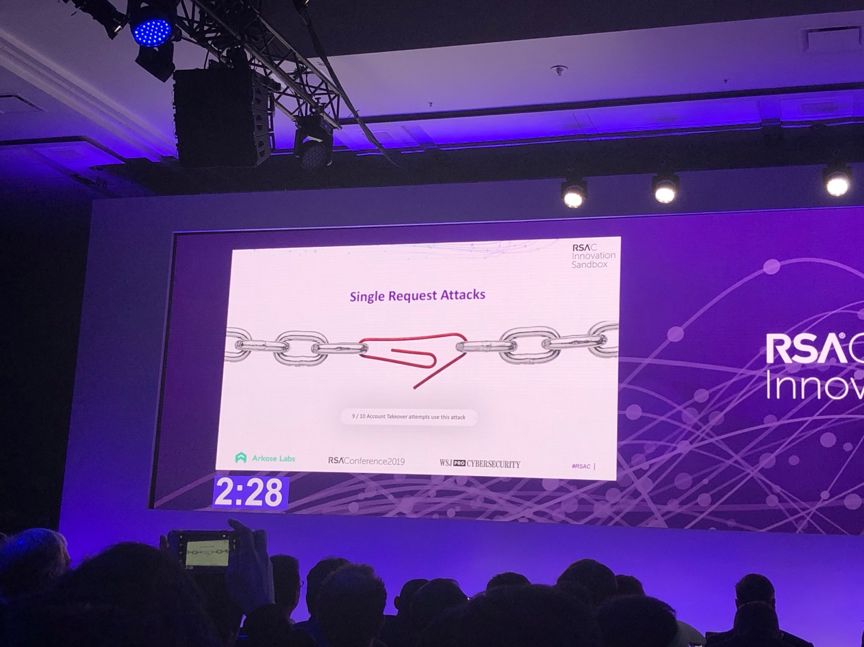 RSAC
Innovation
Sandbox
Single Request Attacks
9 / 10 Account Takeover attempts use this attack
Arkose Labs
RSAConference2019
WSJ PRO CYBERSECURITY
#RSAC
2:28
RSAC
Innov